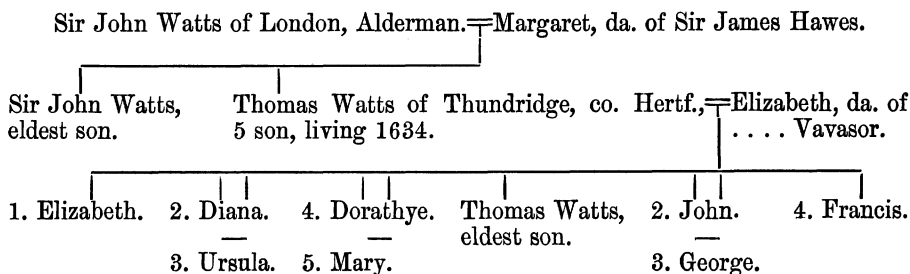 Sir John Watts of London, Alderman.=Margaret, da. of Sir James Hawes.
Sir John Watts, eldest son.
Thomas Watts of Thundridge, co. Hertf.,=Elizabeth, da. of
5 son, living 1634.
.... Vavasor.
1. Elizabeth.
2. Diana.
—
3. Ursula.
4. Dorathye.
—
5. Mary.
Thomas Watts,
eldest son.
2. John.
—
3. George.
4. Francis.